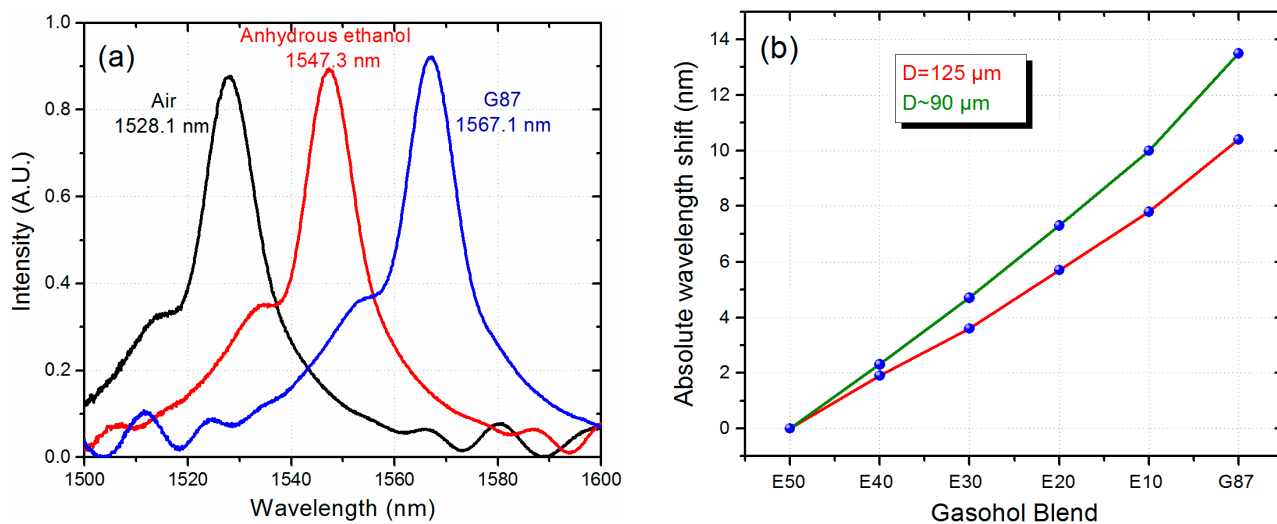 (a)
Anhydrous ethanol
1547.3 nm
Air
1528.1 nm
G87
1567.1 nm
1.0
0.8
0.6
0.4
0.2
0.0
Intensity (A.U.)
1500 1520 1540 1560 1580 1600
Wavelength (nm)
(b)
D=125 µm
D~90 µm
14
12
10
8
6
4
2
0
Absolute wavelength shift (nm)
E50 E40 E30 E20 E10 G87
Gasohol Blend